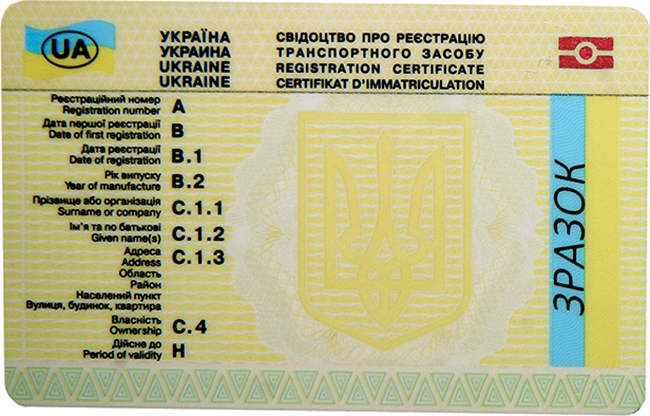 UA
УКРАЇНА
УКРАИНА
UKRAINE
UKRAINE
СВІДОЦТВО ПРО РЕЄСТРАЦІЮ
ТРАНСПОРТНОГО ЗАСОБУ
REGISTRATION CERTIFICATE
CERTIFIKAT D'IMMATRICULATION
Реєстраційний номер
Registration number A
Дата першої реєстрації
Date of first registration B
Дата реєстрації
Date of registration B.1
Рік випуску
Year of manufacture B.2
Прізвище або організація
Surname or company C.1.1
Ім'я та по батькові
Given name(s) C.1.2
Адреса
Address C.1.3
Область
Район
Населений пункт
Вулиця, будинок, квартира
Власність
Ownership C.4
Дійсне до
Period of validity H
ЗРАЗОК